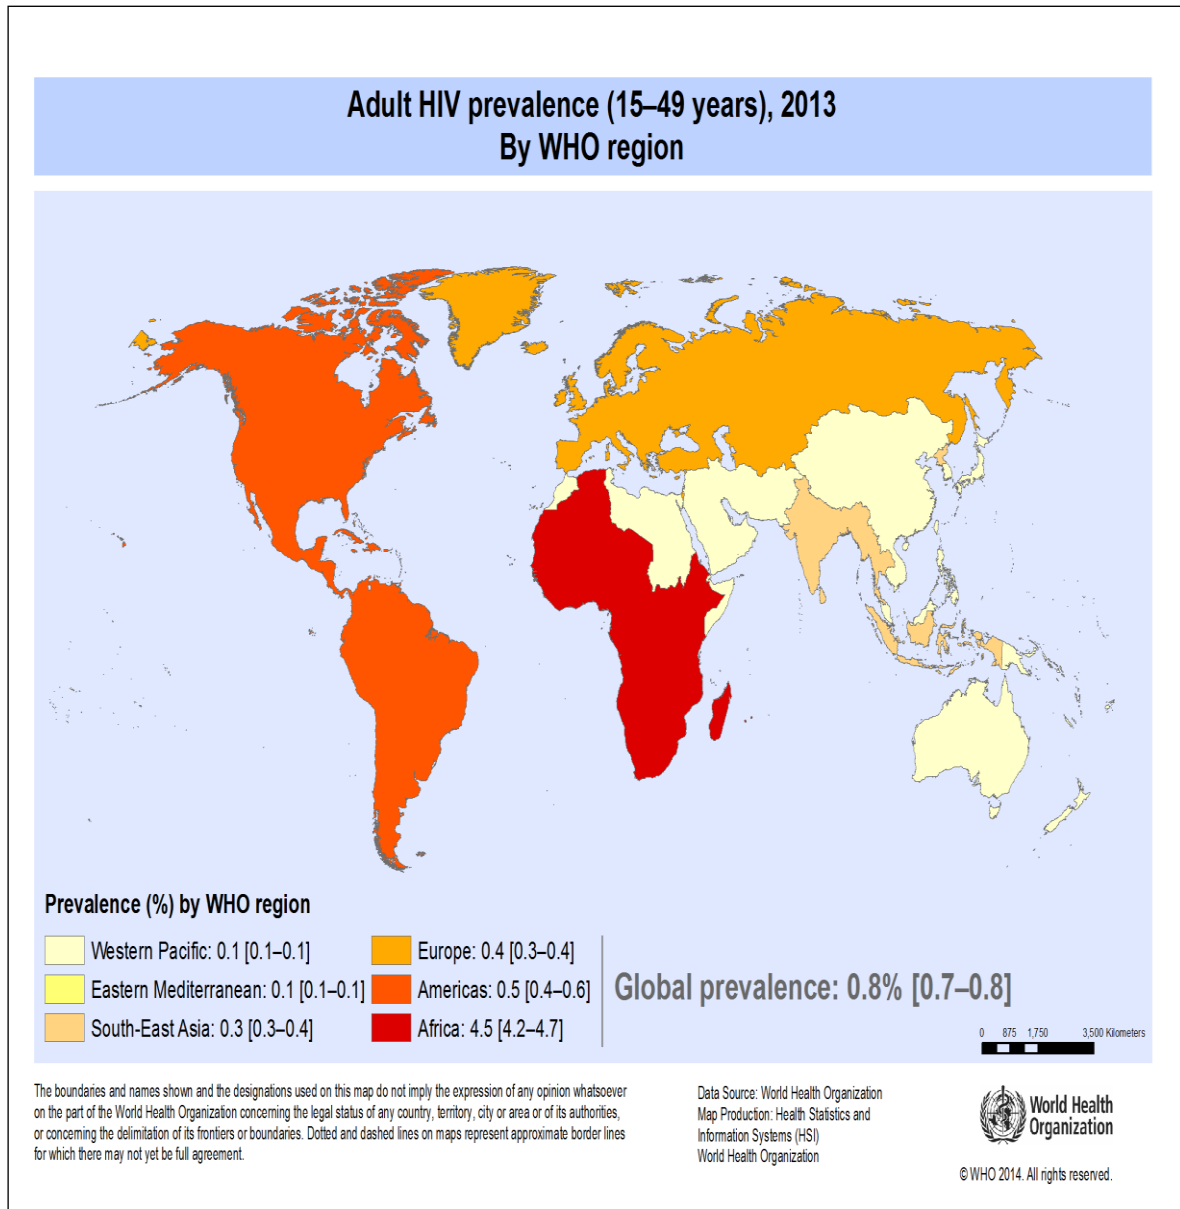 Adult HIV prevalence (15–49 years), 2013
By WHO region
Prevalence (%) by WHO region
Western Pacific: 0.1 [0.1–0.1]
Eastern Mediterranean: 0.1 [0.1–0.1]
South-East Asia: 0.3 [0.3–0.4]
Europe: 0.4 [0.3–0.4]
Americas: 0.5 [0.4–0.6]
Africa: 4.5 [4.2–4.7]
Global prevalence: 0.8% [0.7–0.8]
0 875 1,750 3,500 Kilometers
The boundaries and names shown and the designations used on this map do not imply the expression of any opinion whatsoever
on the part of the World Health Organization concerning the legal status of any country, territory, city or area or of its authorities,
or concerning the delimitation of its frontiers or boundaries. Dotted and dashed lines on maps represent approximate border lines
for which there may not yet be full agreement.
Data Source: World Health Organization
Map Production: Health Statistics and
Information Systems (HSI)
World Health Organization
World Health
Organization
© WHO 2014. All rights reserved.